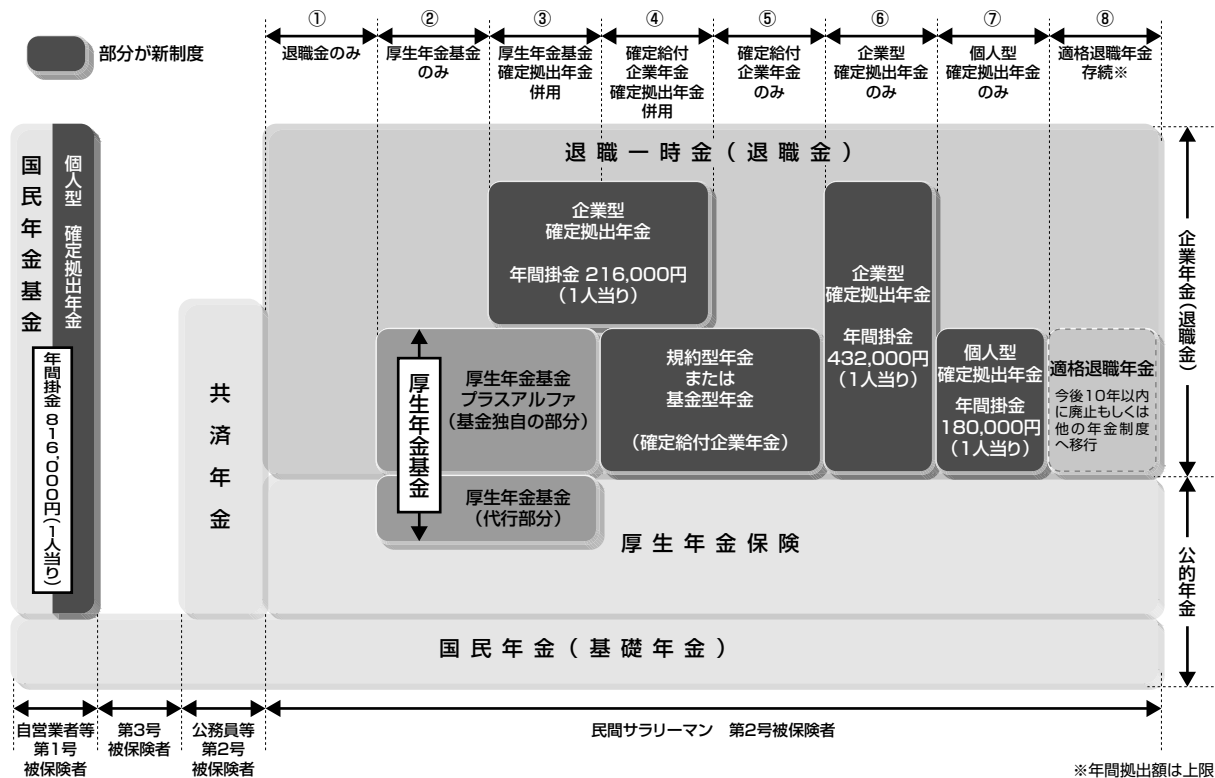 部分が新制度
①
退職金のみ
②
厚生年金基金
のみ
③
厚生年金基金
確定拠出年金
併用
④
確定給付
企業年金
確定拠出年金
併用
⑤
確定給付
企業年金
のみ
⑥
企業型
確定拠出年金
のみ
⑦
個人型
確定拠出年金
のみ
⑧
適格退職年金
存続※
国民年金基金
個人型 確定拠出年金
年間掛金 816,000円(1人当り)
共済年金
退職一時金(退職金)
企業型
確定拠出年金
年間掛金 216,000円
(1人当り)
厚生年金基金
厚生年金基金
プラスアルファ
(基金独自の部分)
厚生年金基金
(代行部分)
規約型年金
または
基金型年金
(確定給付企業年金)
企業型
確定拠出年金
年間掛金
432,000円
(1人当り)
個人型
確定拠出年金
年間掛金
180,000円
(1人当り)
適格退職年金
今後10年以内
に廃止もしくは
他の年金制度
へ移行
厚生年金保険
国民年金(基礎年金)
企業年金(退職金)
公的年金
自営業者等
第1号
被保険者
第3号
被保険者
公務員等
第2号
被保険者
民間サラリーマン 第2号被保険者
※年間拠出額は上限